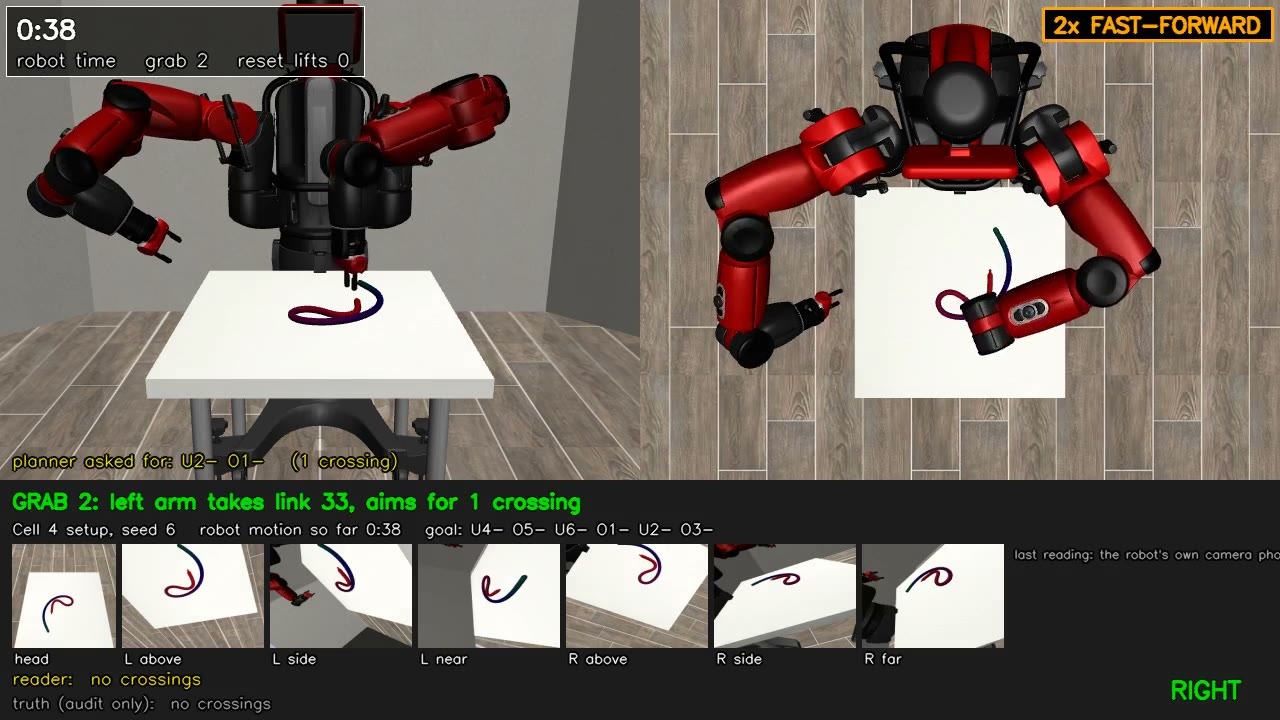 0:38
robot time grab 2 reset lifts 0
2x FAST-FORWARD
planner asked for: U2- O1- (1 crossing)
GRAB 2: left arm takes link 33, aims for 1 crossing
Cell 4 setup, seed 6 robot motion so far 0:38 goal: U4- O5- U6- O1- U2- O3-
last reading: the robot's own camera pho
head L above L side L near R above R side R far
reader: no crossings
truth (audit only): no crossings
RIGHT